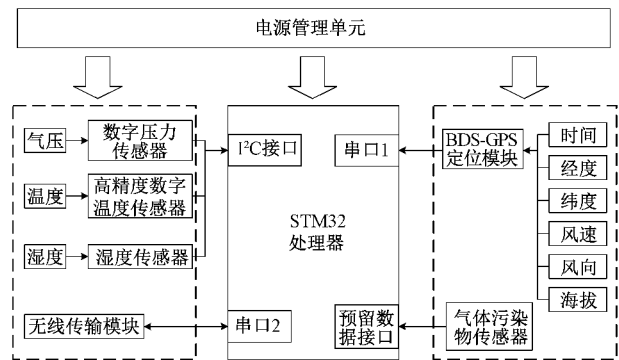 电源管理单元
气压
数字压力
传感器
温度
高精度数字
温度传感器
湿度
湿度传感器
无线传输模块
I²C接口
串口1
STM32
处理器
串口2
预留数
据接口
BDS-GPS
定位模块
气体污染
物传感器
时间
经度
纬度
风速
风向
海拔